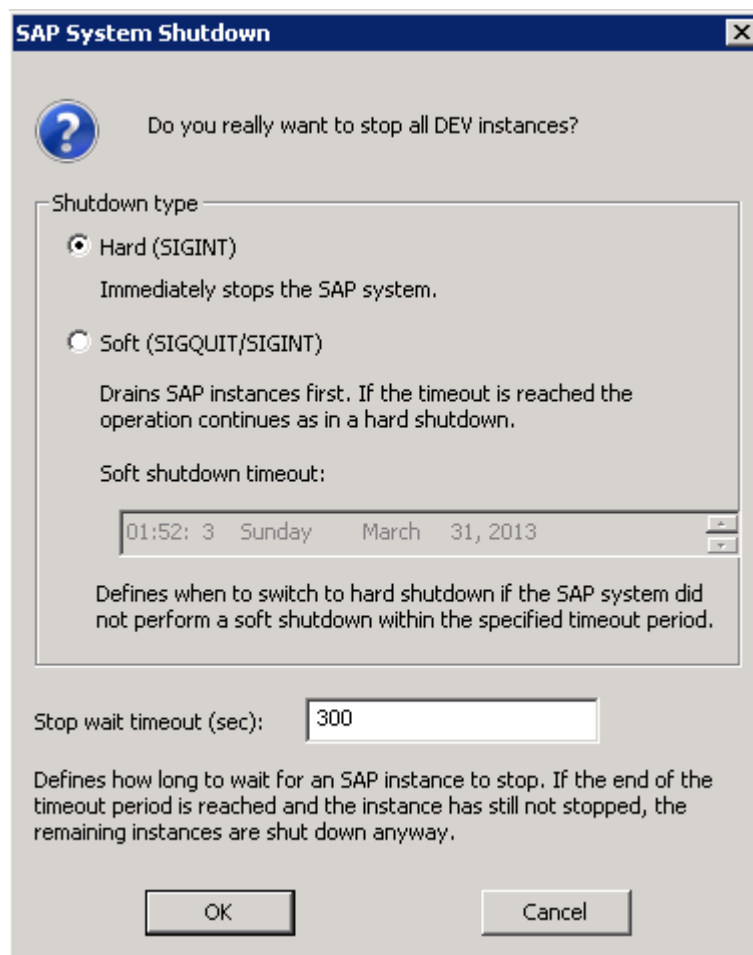 SAP System Shutdown
Do you really want to stop all DEV instances?
Shutdown type
Hard (SIGINT)
Immediately stops the SAP system.
Soft (SIGQUIT/SIGINT)
Drains SAP instances first. If the timeout is reached the
operation continues as in a hard shutdown.
Soft shutdown timeout:
01:52: 3 Sunday March 31, 2013
Defines when to switch to hard shutdown if the SAP system did
not perform a soft shutdown within the specified timeout period.
Stop wait timeout (sec): 300
Defines how long to wait for an SAP instance to stop. If the end of the
timeout period is reached and the instance has still not stopped, the
remaining instances are shut down anyway.
OK Cancel